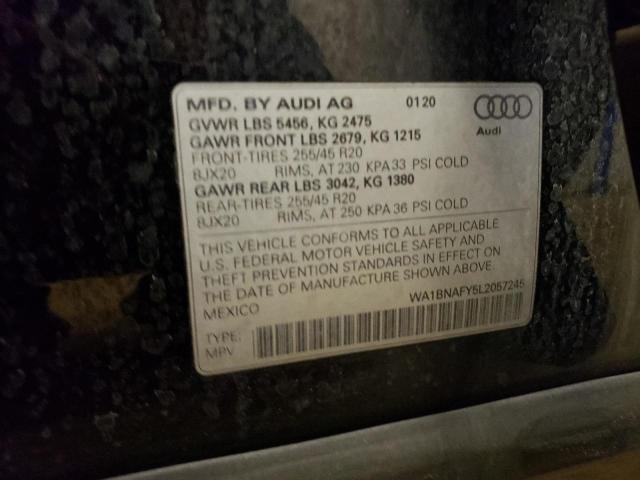 MFD. BY AUDI AG 0120
Audi
GVWR LBS 5456, KG 2475
GAWR FRONT LBS 2679, KG 1215
FRONT-TIRES 255/45 R20
8JX20 RIMS, AT 230 KPA 33 PSI COLD
GAWR REAR LBS 3042, KG 1380
REAR-TIRES 255/45 R20
8JX20 RIMS, AT 250 KPA 36 PSI COLD
THIS VEHICLE CONFORMS TO ALL APPLICABLE
U.S. FEDERAL MOTOR VEHICLE SAFETY AND
THEFT PREVENTION STANDARDS IN EFFECT ON
THE DATE OF MANUFACTURE SHOWN ABOVE.
MEXICO WA1BNAFY5L2057245
TYPE:
MPV